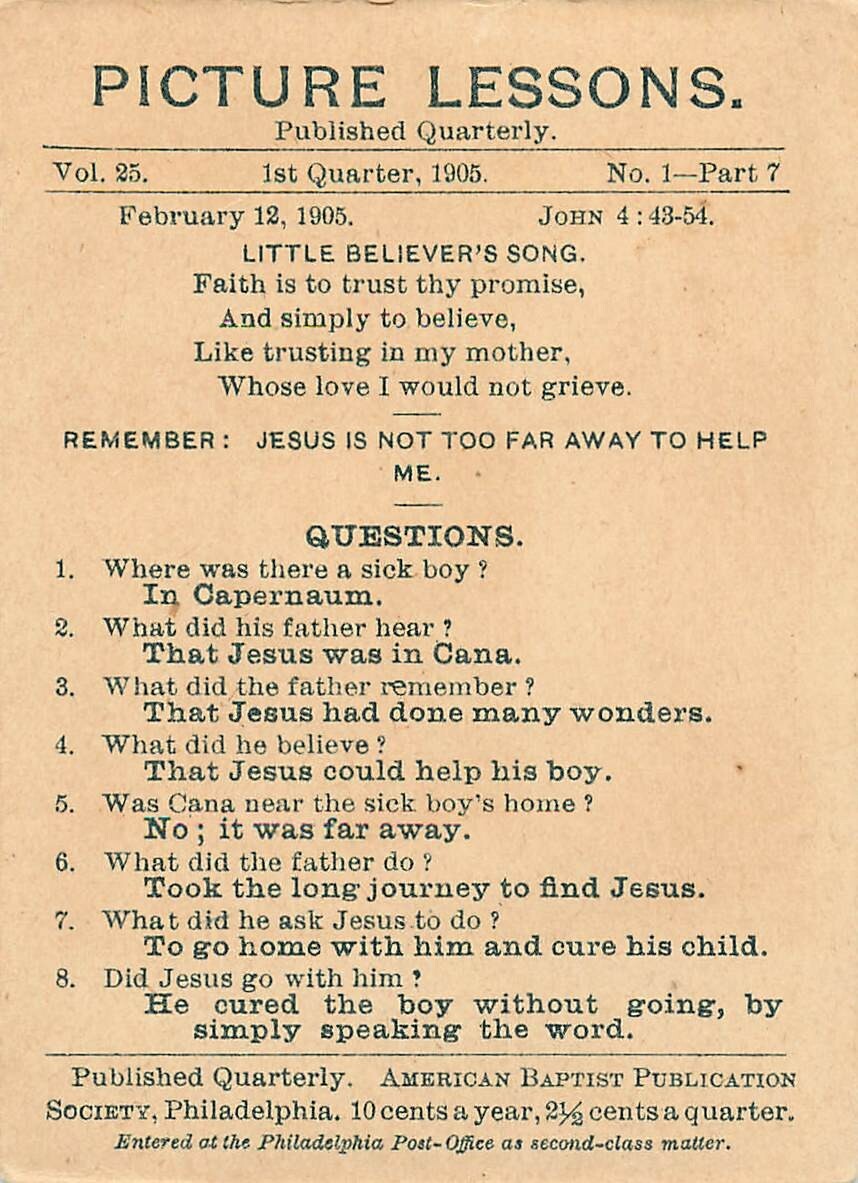 PICTURE LESSONS.
Published Quarterly.
Vol. 25. 1st Quarter, 1905. No. 1—Part 7
February 12, 1905. JOHN 4:43-54.
LITTLE BELIEVER'S SONG.
Faith is to trust thy promise,
And simply to believe,
Like trusting in my mother,
Whose love I would not grieve.
REMEMBER: JESUS IS NOT TOO FAR AWAY TO HELP
ME.
QUESTIONS.
1. Where was there a sick boy?
In Capernaum.
2. What did his father hear?
That Jesus was in Cana.
3. What did the father remember?
That Jesus had done many wonders.
4. What did he believe?
That Jesus could help his boy.
5. Was Cana near the sick boy's home?
No; it was far away.
6. What did the father do?
Took the long journey to find Jesus.
7. What did he ask Jesus to do?
To go home with him and cure his child.
8. Did Jesus go with him?
He cured the boy without going, by
simply speaking the word.
Published Quarterly. AMERICAN BAPTIST PUBLICATION
SOCIETY, Philadelphia. 10 cents a year, 2½ cents a quarter.
Entered at the Philadelphia Post-Office as second-class matter.